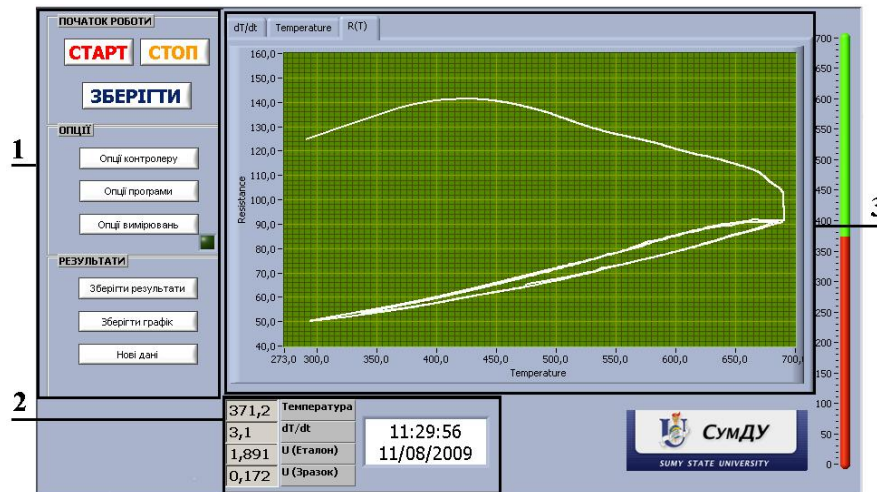 ПОЧАТОК РОБОТИ
СТАРТ СТОП
ЗБЕРІГТИ
ОПЦІЇ
Опції контролеру
Опції програми
Опції вимірювань
РЕЗУЛЬТАТИ
Зберігти результати
Зберігти графік
Нові дані
1
dT/dt Temperature R(T)
160,0
150,0
140,0
130,0
120,0
110,0
100,0
90,0
80,0
70,0
60,0
50,0
40,0
Resistance
273,0 300,0 350,0 400,0 450,0 500,0 550,0 600,0 650,0 700,
Temperature
700
650
600
550
500
450
400
350
300
250
200
150
100
50
0
3
2
371,2 Температура
3,1 dT/dt
1,891 U (Еталон)
0,172 U (Зразок)
11:29:56
11/08/2009
СумДУ
SUMY STATE UNIVERSITY